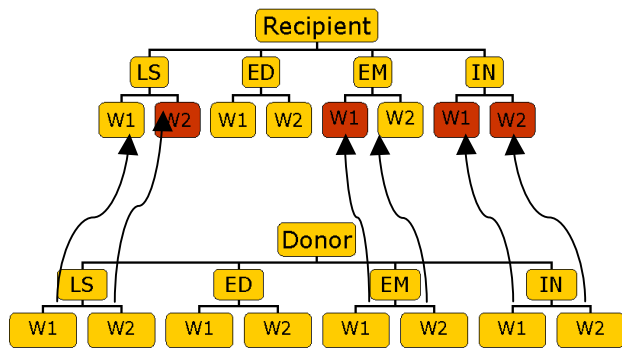 Recipient
LS ED EM IN
W1 W2 W1 W2 W1 W2 W1 W2
Donor
LS ED EM IN
W1 W2 W1 W2 W1 W2 W1 W2